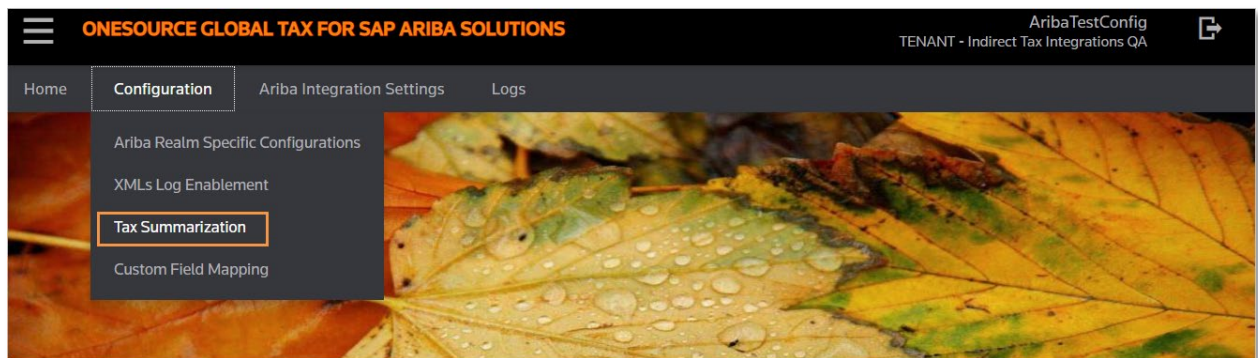 ONESOURCE GLOBAL TAX FOR SAP ARIBA SOLUTIONS
AribaTestConfig
TENANT - Indirect Tax Integrations QA
Home
Configuration
Ariba Integration Settings
Logs
Ariba Realm Specific Configurations
XMLs Log Enablement
Tax Summarization
Custom Field Mapping